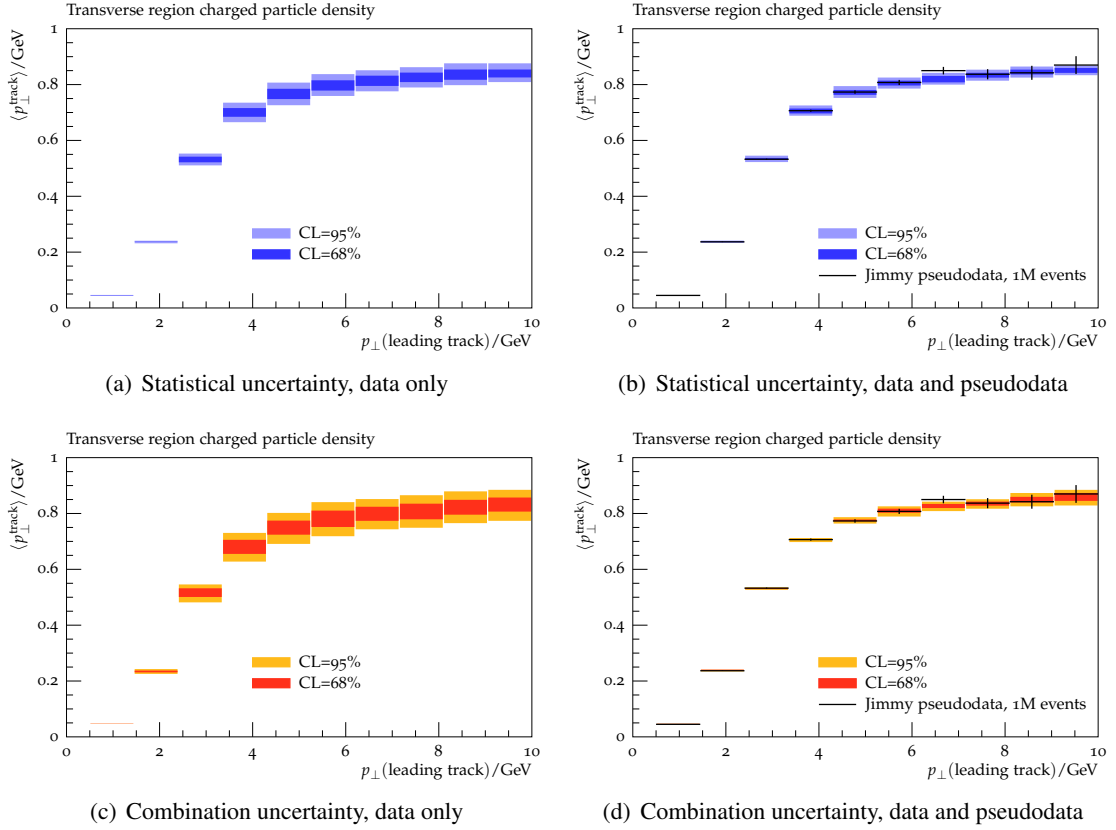 Transverse region charged particle density
⟨p⊥^track⟩/GeV
1
0.8
0.6
0.4
0.2
0
CL=95%
CL=68%
0 2 4 6 8 10
p⊥(leading track)/GeV
(a) Statistical uncertainty, data only
Transverse region charged particle density
⟨p⊥^track⟩/GeV
1
0.8
0.6
0.4
0.2
0
CL=95%
CL=68%
Jimmy pseudodata, 1M events
0 2 4 6 8 10
p⊥(leading track)/GeV
(b) Statistical uncertainty, data and pseudodata
Transverse region charged particle density
⟨p⊥^track⟩/GeV
1
0.8
0.6
0.4
0.2
0
CL=95%
CL=68%
0 2 4 6 8 10
p⊥(leading track)/GeV
(c) Combination uncertainty, data only
Transverse region charged particle density
⟨p⊥^track⟩/GeV
1
0.8
0.6
0.4
0.2
0
CL=95%
CL=68%
Jimmy pseudodata, 1M events
0 2 4 6 8 10
p⊥(leading track)/GeV
(d) Combination uncertainty, data and pseudodata